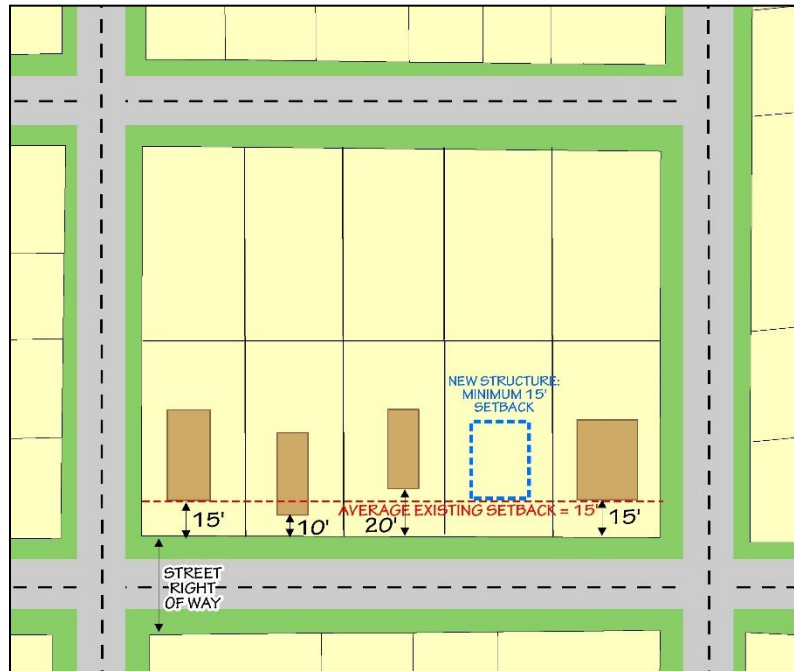 NEW STRUCTURE:
MINIMUM 15'
SETBACK
AVERAGE EXISTING SETBACK = 15'
15'
10'
20'
15'
STREET
RIGHT
OF WAY